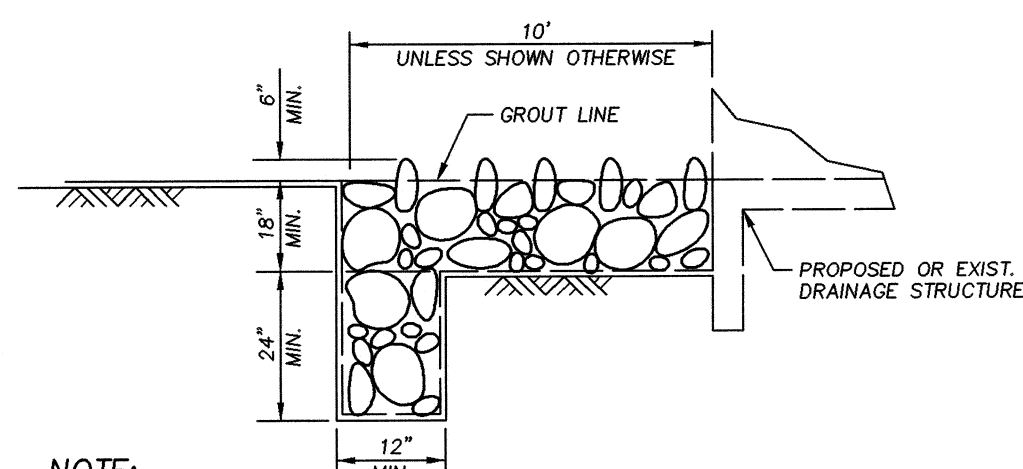 10'
UNLESS SHOWN OTHERWISE
6"
MIN.
GROUT LINE
18"
MIN.
24"
MIN.
PROPOSED OR EXIST.
DRAINAGE STRUCTURE
12"
MIN.
NOTE: